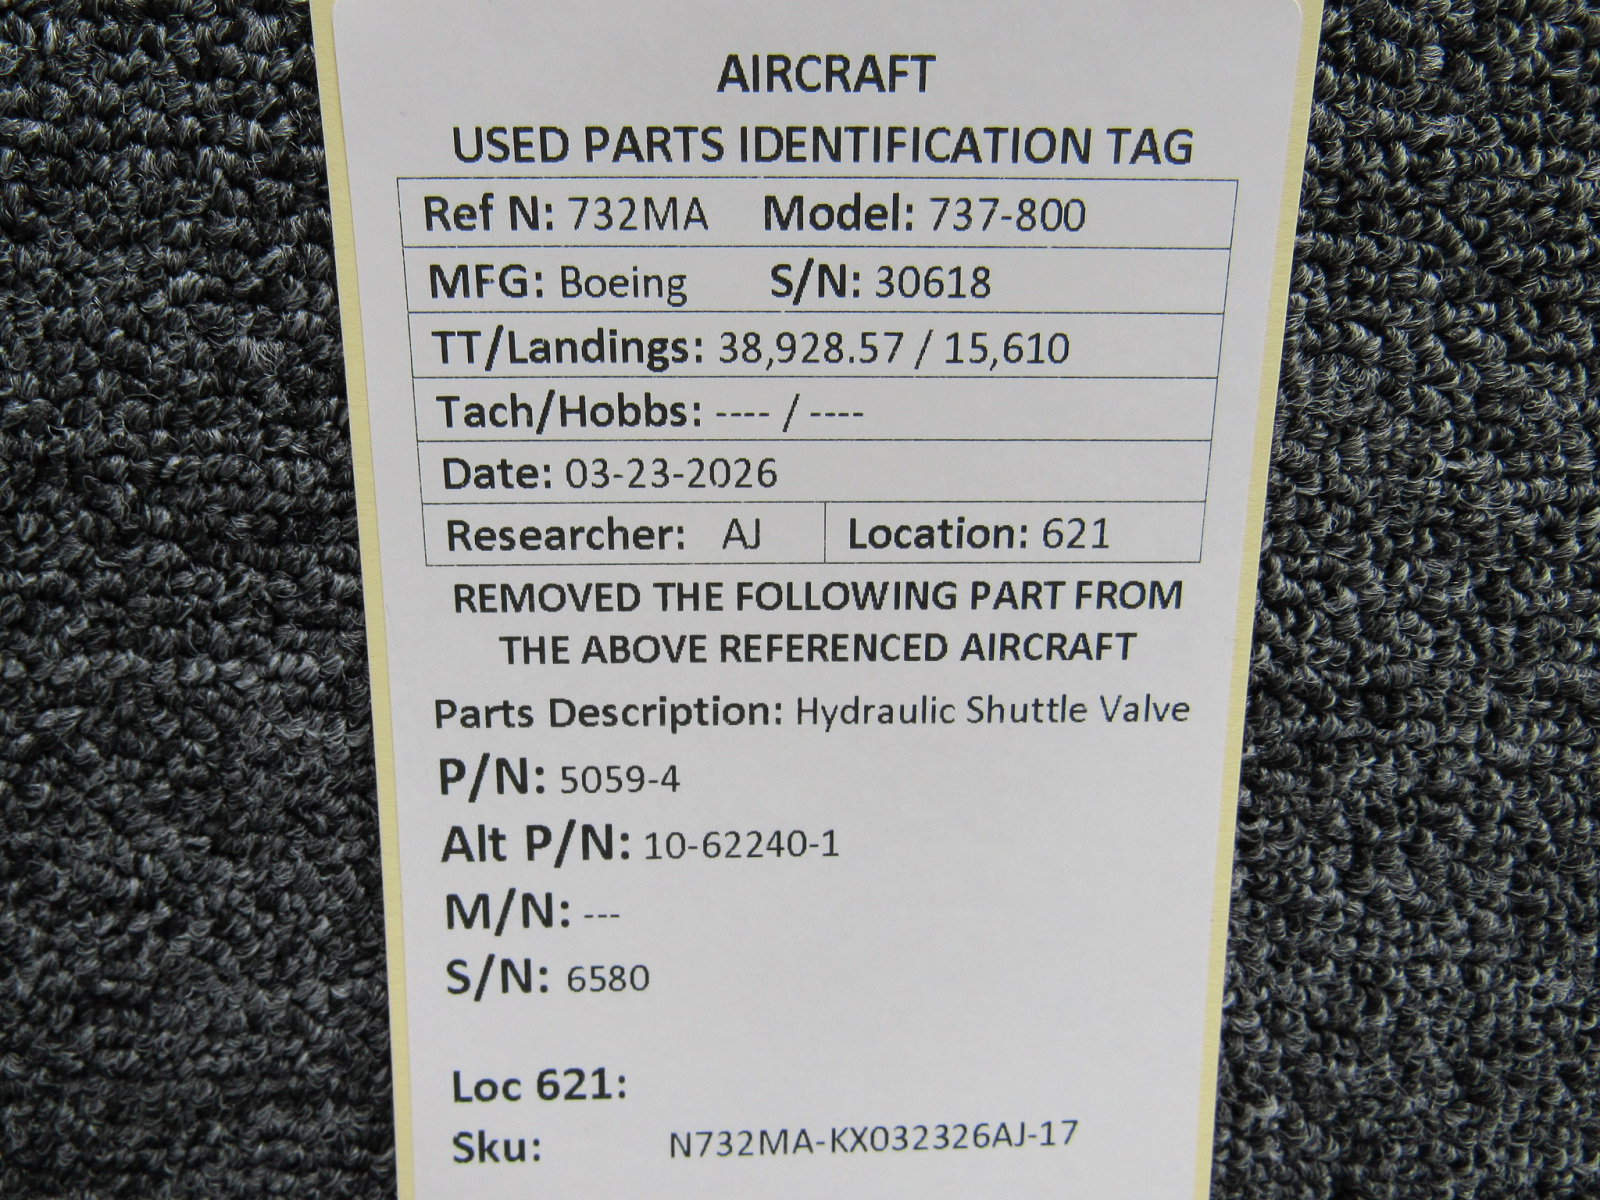 AIRCRAFT
USED PARTS IDENTIFICATION TAG
Ref N: 732MA Model: 737-800
MFG: Boeing S/N: 30618
TT/Landings: 38,928.57 / 15,610
Tach/Hobbs: ---- / ----
Date: 03-23-2026
Researcher: AJ Location: 621
REMOVED THE FOLLOWING PART FROM
THE ABOVE REFERENCED AIRCRAFT
Parts Description: Hydraulic Shuttle Valve
P/N: 5059-4
Alt P/N: 10-62240-1
M/N: ---
S/N: 6580
Loc 621:
Sku: N732MA-KX032326AJ-17